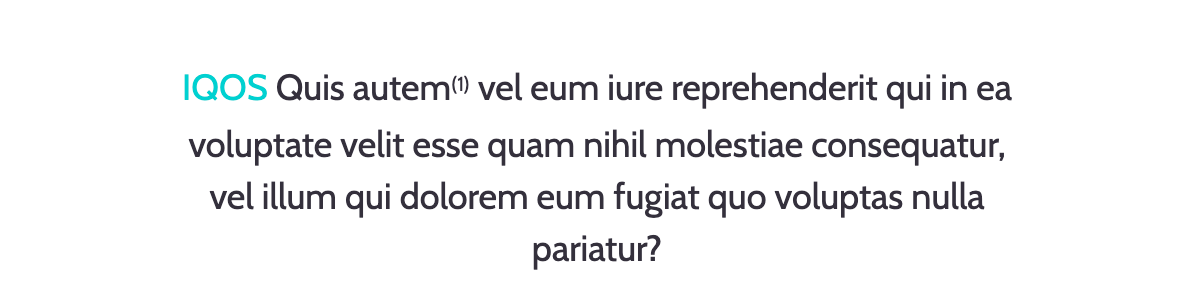 IQOS Quis autem(1) vel eum iure reprehenderit qui in ea
voluptate velit esse quam nihil molestiae consequatur,
vel illum qui dolorem eum fugiat quo voluptas nulla
pariatur?